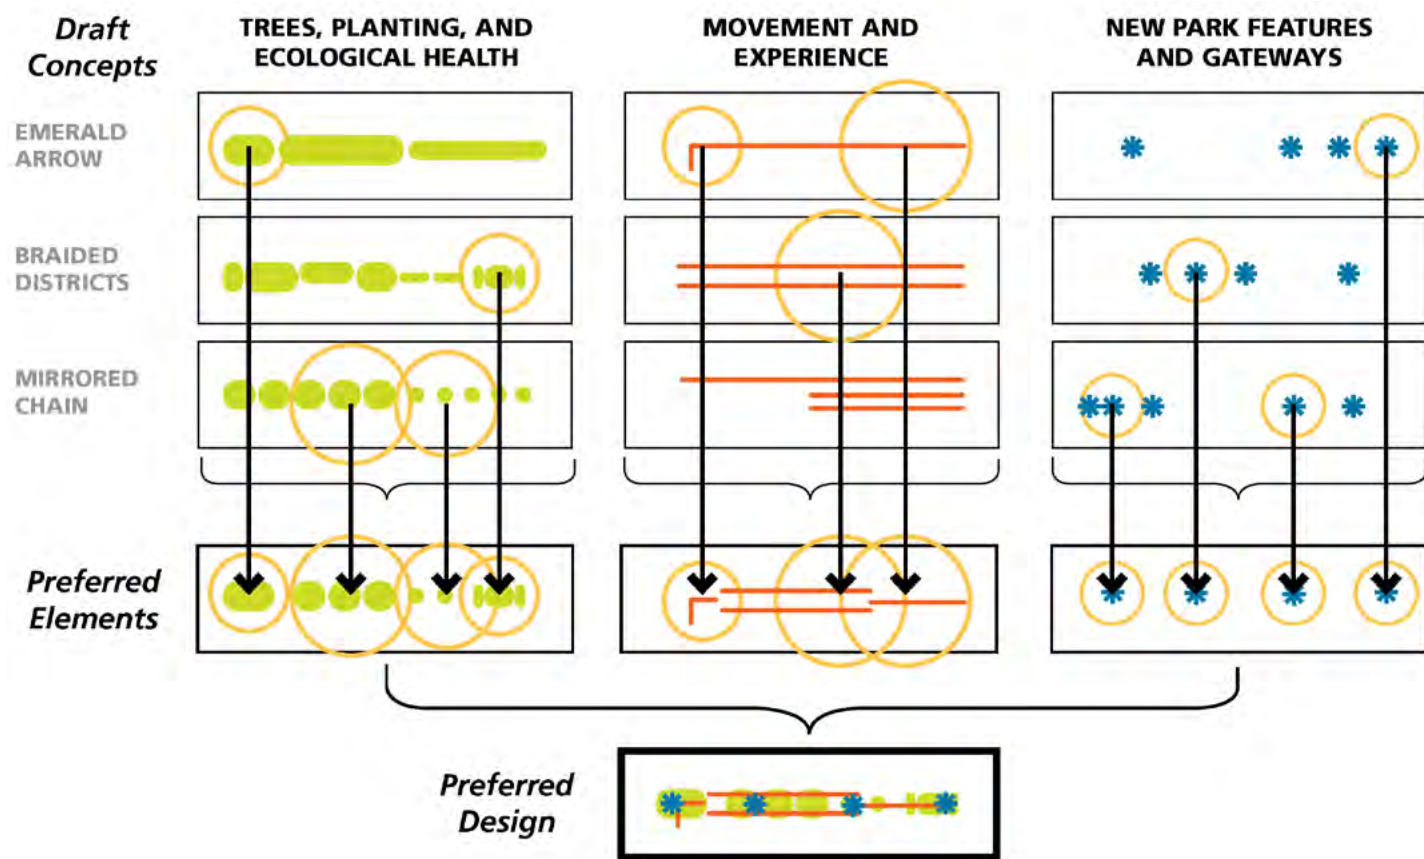 Draft
Concepts
TREES, PLANTING, AND
ECOLOGICAL HEALTH
MOVEMENT AND
EXPERIENCE
NEW PARK FEATURES
AND GATEWAYS
EMERALD
ARROW
BRAIDED
DISTRICTS
MIRRORED
CHAIN
Preferred
Elements
Preferred
Design